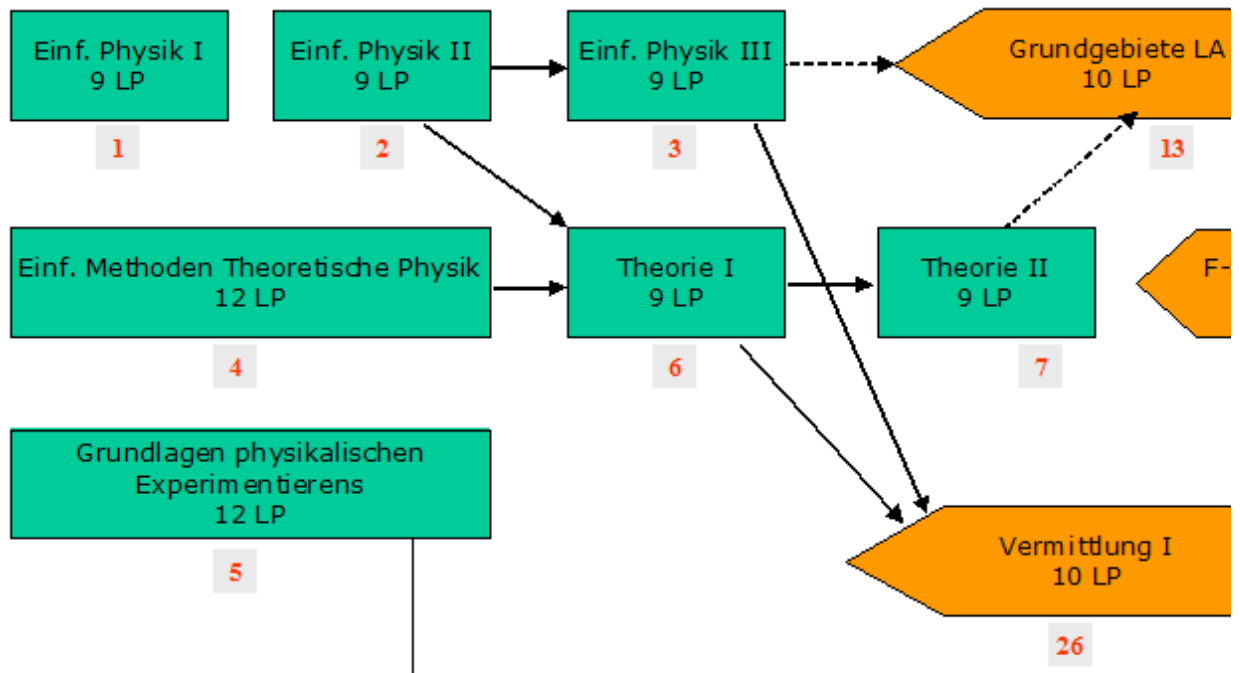 Einf. Physik I
9 LP
1
Einf. Physik II
9 LP
2
Einf. Physik III
9 LP
3
Grundgebiete LA
10 LP
13
Einf. Methoden Theoretische Physik
12 LP
4
Theorie I
9 LP
6
Theorie II
9 LP
7
F-
Grundlagen physikalischen
Experimentierens
12 LP
5
Vermittlung I
10 LP
26